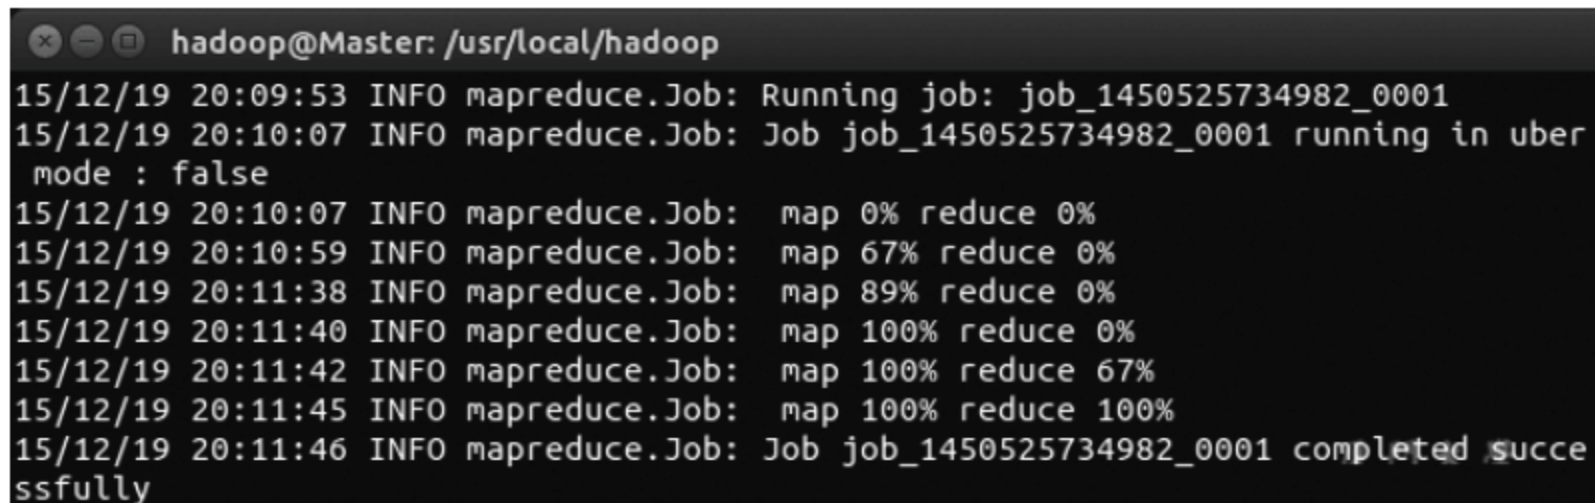 hadoop@Master: /usr/local/hadoop
15/12/19 20:09:53 INFO mapreduce.Job: Running job: job_1450525734982_0001
15/12/19 20:10:07 INFO mapreduce.Job: Job job_1450525734982_0001 running in uber
 mode : false
15/12/19 20:10:07 INFO mapreduce.Job:  map 0% reduce 0%
15/12/19 20:10:59 INFO mapreduce.Job:  map 67% reduce 0%
15/12/19 20:11:38 INFO mapreduce.Job:  map 89% reduce 0%
15/12/19 20:11:40 INFO mapreduce.Job:  map 100% reduce 0%
15/12/19 20:11:42 INFO mapreduce.Job:  map 100% reduce 67%
15/12/19 20:11:45 INFO mapreduce.Job:  map 100% reduce 100%
15/12/19 20:11:46 INFO mapreduce.Job: Job job_1450525734982_0001 completed succe
ssfully